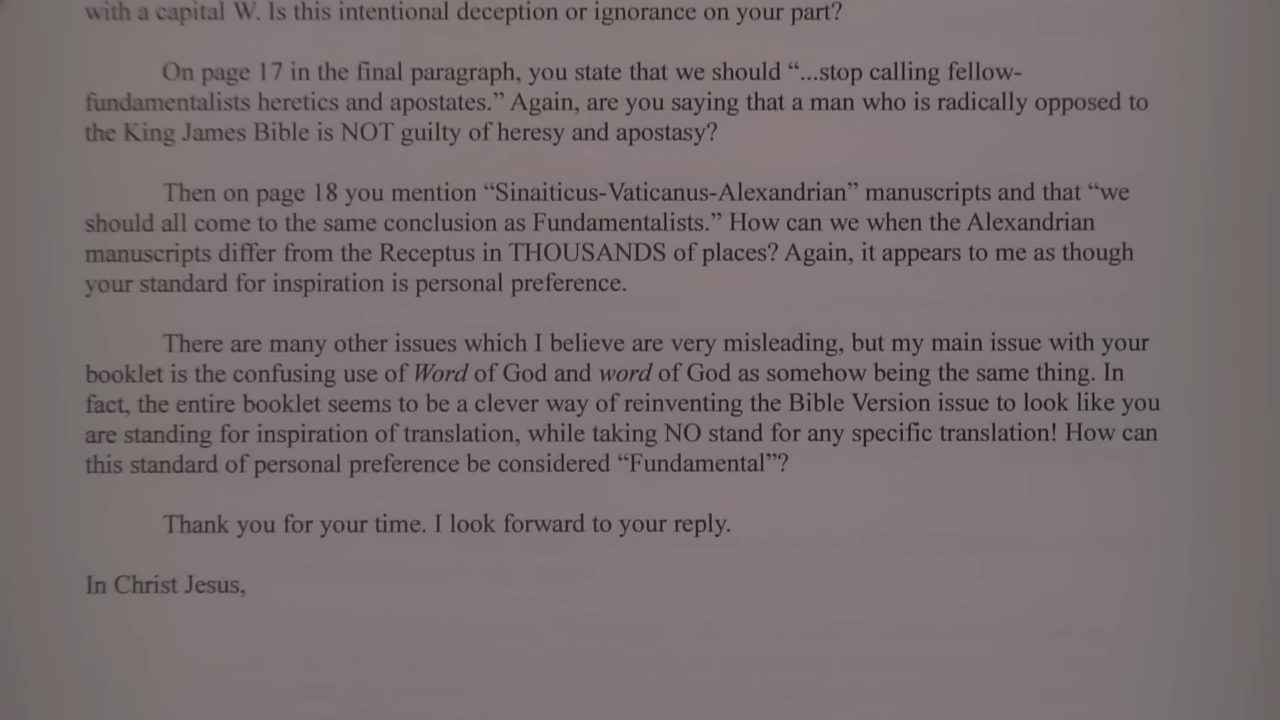 with a capital W. Is this intentional deception or ignorance on your part?
On page 17 in the final paragraph, you state that we should “...stop calling fellow-
fundamentalists heretics and apostates.” Again, are you saying that a man who is radically opposed to
the King James Bible is NOT guilty of heresy and apostasy?
Then on page 18 you mention “Sinaiticus-Vaticanus-Alexandrian” manuscripts and that “we
should all come to the same conclusion as Fundamentalists.” How can we when the Alexandrian
manuscripts differ from the Receptus in THOUSANDS of places? Again, it appears to me as though
your standard for inspiration is personal preference.
There are many other issues which I believe are very misleading, but my main issue with your
booklet is the confusing use of Word of God and word of God as somehow being the same thing. In
fact, the entire booklet seems to be a clever way of reinventing the Bible Version issue to look like you
are standing for inspiration of translation, while taking NO stand for any specific translation! How can
this standard of personal preference be considered “Fundamental”?
Thank you for your time. I look forward to your reply.
In Christ Jesus,